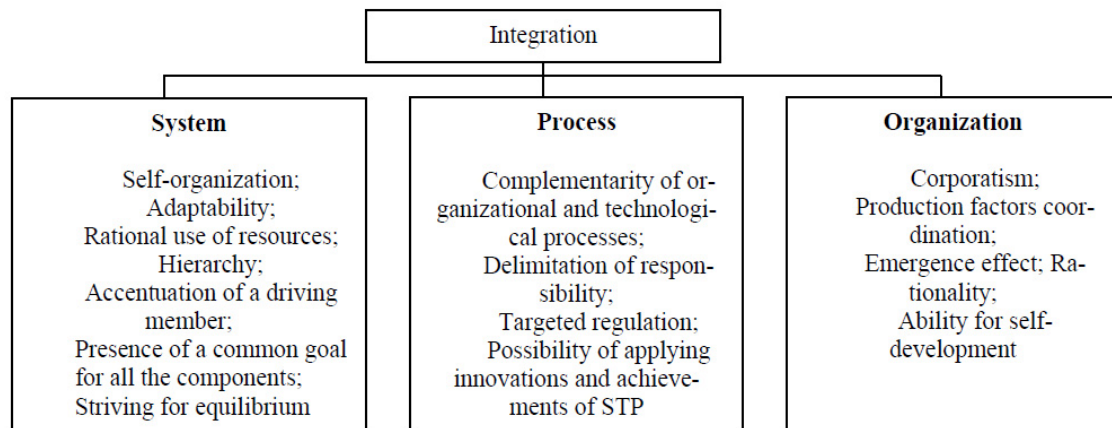 Integration
System
Self-organization;
Adaptability;
Rational use of resources;
Hierarchy;
Accentuation of a driving
member;
Presence of a common goal
for all the components;
Striving for equilibrium
Process
Complementarity of or-
ganizational and technologi-
cal processes;
Delimitation of respon-
sibility;
Targeted regulation;
Possibility of applying
innovations and achieve-
ments of STP
Organization
Corporatism;
Production factors coor-
dination;
Emergence effect; Ra-
tionality;
Ability for self-
development